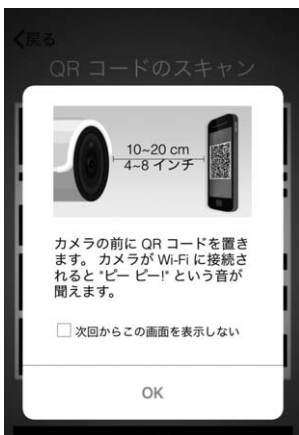 戻る
QR コードのスキャン
10~20 cm
4~8 インチ
カメラの前に QR コードを置き
ます。 カメラが Wi-Fi に接続さ
れると "ピー ピー!" という音が
聞えます。
次回からこの画面を表示しない
OK